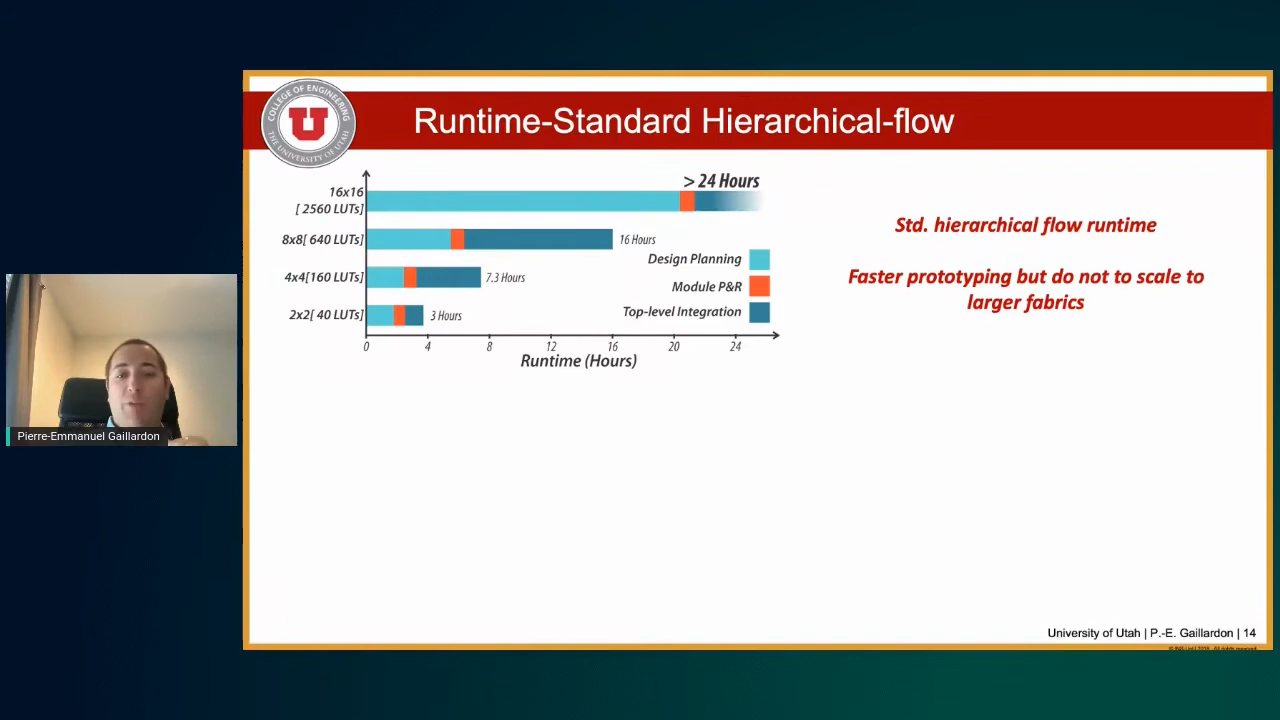 COLLEGE OF ENGINEERING
THE UNIVERSITY OF UTAH
U
Runtime-Standard Hierarchical-flow
> 24 Hours
16x16
[ 2560 LUTs]
8x8[ 640 LUTs]
16 Hours
4x4[160 LUTs]
7.3 Hours
2x2[ 40 LUTs]
3 Hours
Design Planning
Module P&R
Top-level Integration
0 4 8 12 16 20 24
Runtime (Hours)
Std. hierarchical flow runtime
Faster prototyping but do not to scale to
larger fabrics
Pierre-Emmanuel Gaillardon
University of Utah | P.-E. Gaillardon | 14